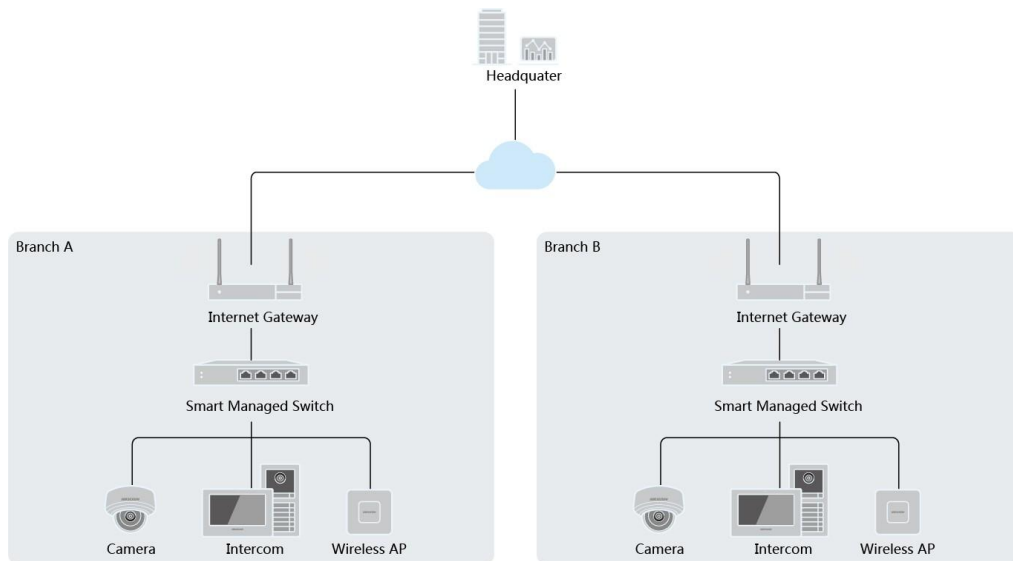 Headquater
Branch A
Branch B
Internet Gateway
Internet Gateway
Smart Managed Switch
Smart Managed Switch
Camera
Intercom
Wireless AP
Camera
Intercom
Wireless AP